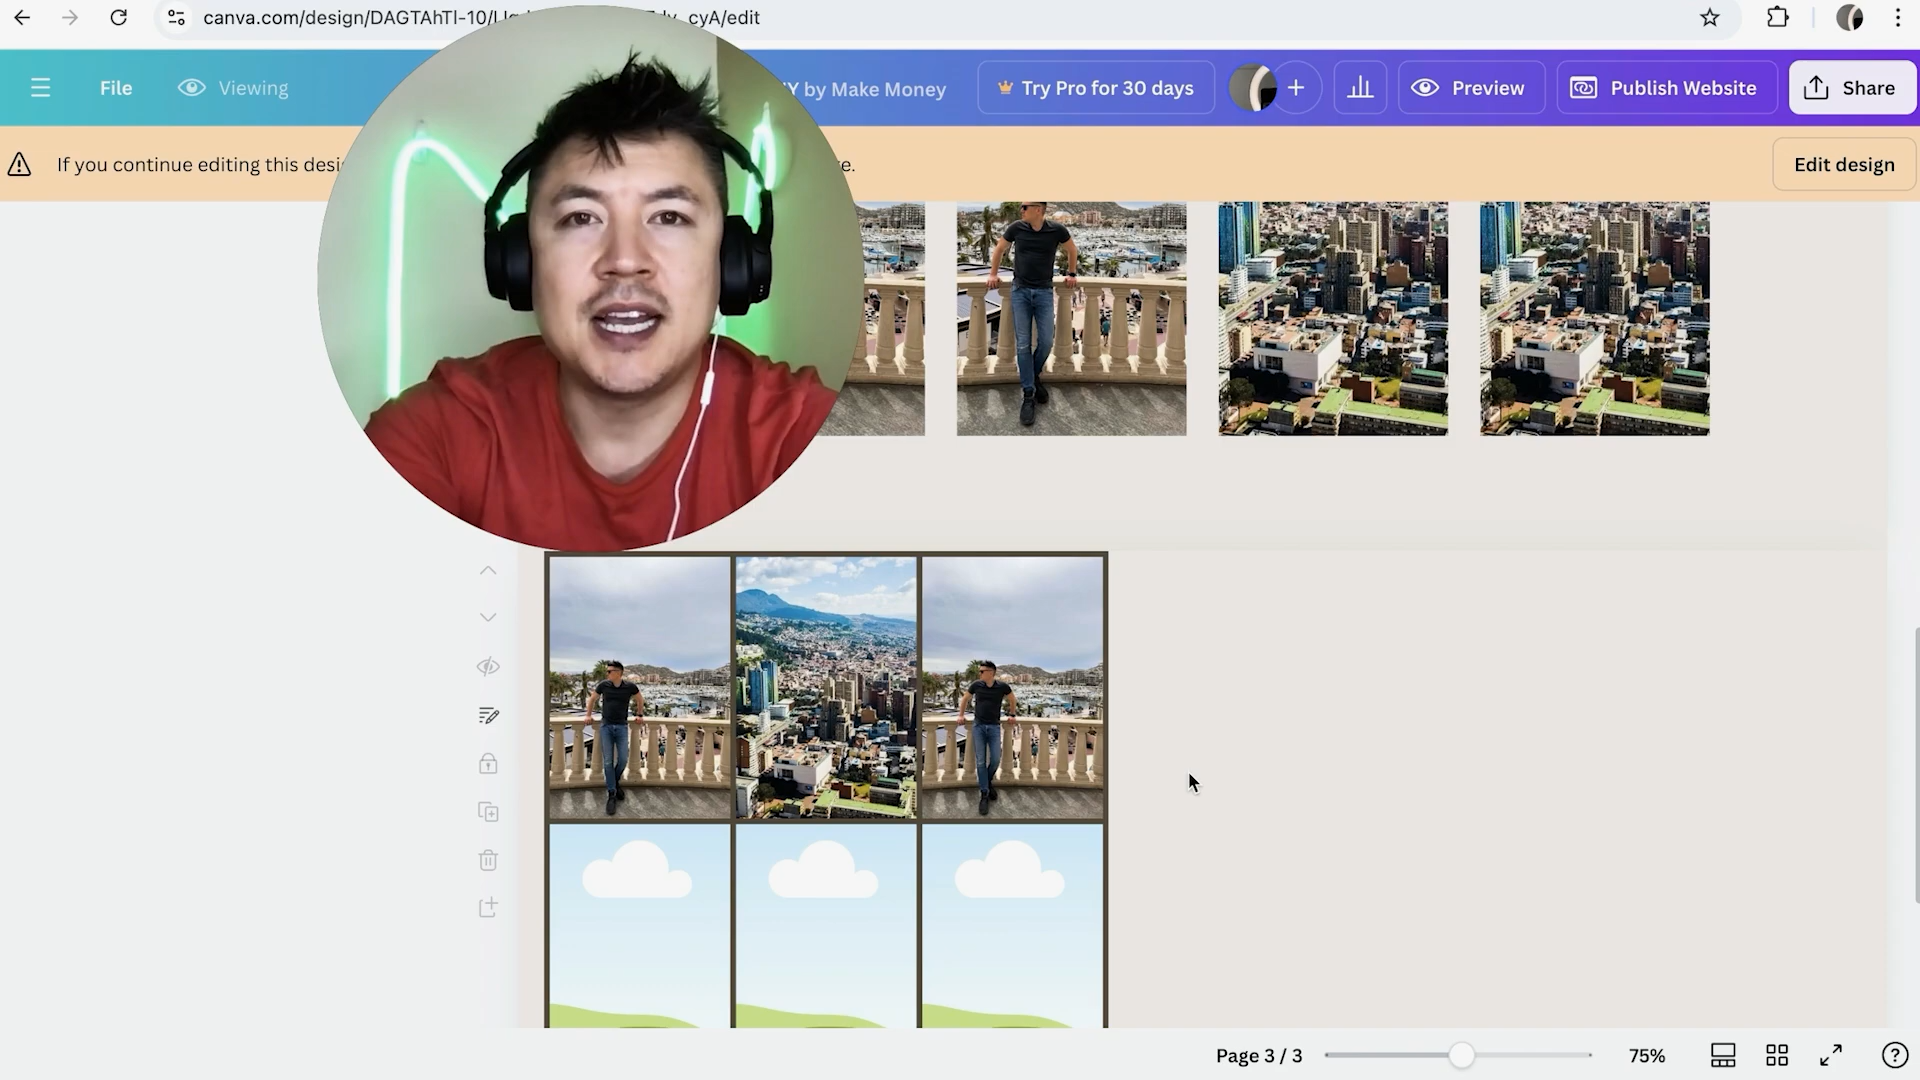 canva.com/design/DAGTAhTl-10/ cyA/edit
File
Viewing
by Make Money
Try Pro for 30 days
Preview
Publish Website
Share
If you continue editing this desi
e.
Edit design
Page 3 / 3
75%